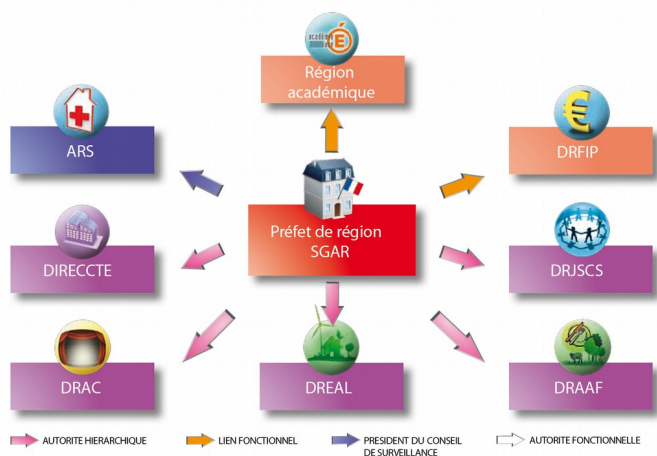 académie
Région
académique
ARS
DRFIP
Préfet de région
SGAR
DIRECCTE
DRJSCS
DRAC
DREAL
DRAAF
AUTORITE HIERARCHIQUE
LIEN FONCTIONNEL
PRESIDENT DU CONSEIL
DE SURVEILLANCE
AUTORITE FONCTIONNELLE